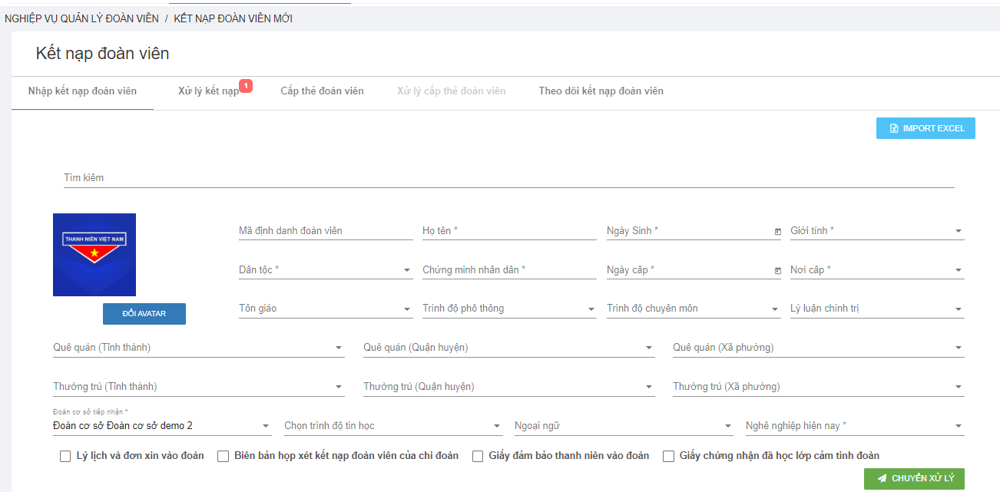 NGHIỆP VỤ QUẢN LÝ ĐOÀN VIÊN / KẾT NẠP ĐOÀN VIÊN MỚI
Kết nạp đoàn viên
Nhập kết nạp đoàn viên Xử lý kết nạp 1 Cấp thẻ đoàn viên Xử lý cấp thẻ đoàn viên Theo dõi kết nạp đoàn viên
IMPORT EXCEL
Tìm kiếm
THANH NIÊN VIỆT NAM
Mã định danh đoàn viên Họ tên * Ngày Sinh * Giới tính *
Dân tộc * Chứng minh nhân dân * Ngày cấp * Nơi cấp *
ĐỔI AVATAR
Tôn giáo Trình độ phổ thông Trình độ chuyên môn Lý luận chính trị
Quê quán (Tỉnh thành) Quê quán (Quận huyện) Quê quán (Xã phường)
Thường trú (Tỉnh thành) Thường trú (Quận huyện) Thường trú (Xã phường)
Đoàn cơ sở tiếp nhận *
Đoàn cơ sở Đoàn cơ sở demo 2 Chọn trình độ tin học Ngoại ngữ Nghề nghiệp hiện nay *
Lý lịch và đơn xin vào đoàn Biên bản họp xét kết nạp đoàn viên của chi đoàn Giấy đảm bảo thanh niên vào đoàn Giấy chứng nhận đã học lớp cảm tình đoàn
CHUYỂN XỬ LÝ